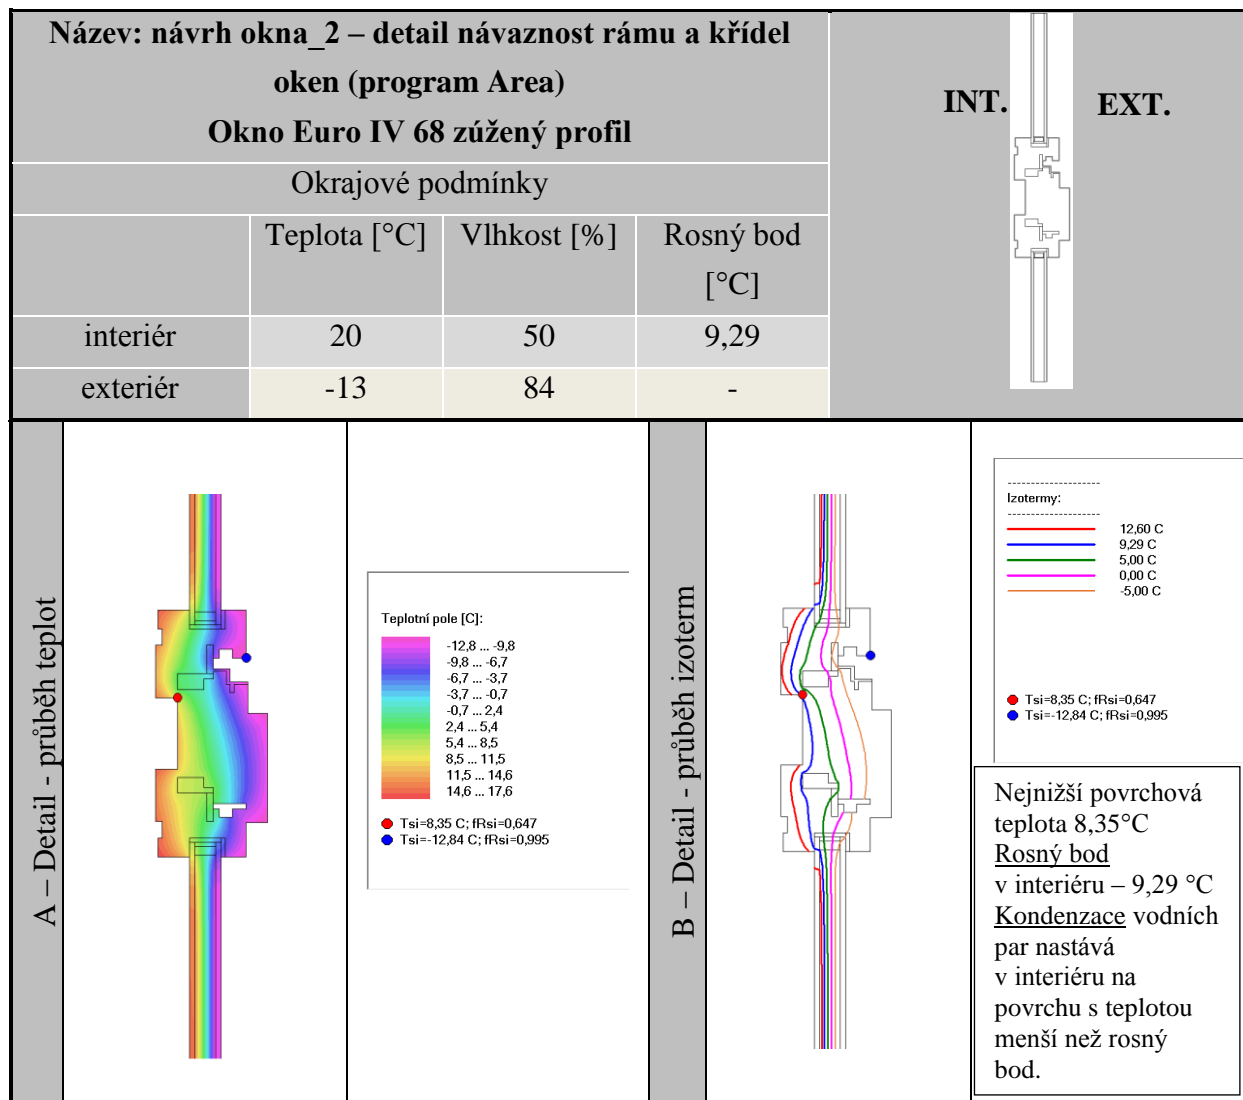 Název: návrh okna_2 – detail návaznost rámu a křídel
oken (program Area)
Okno Euro IV 68 zúžený profil
INT. EXT.
Okrajové podmínky
Teplota [°C] Vlhkost [%] Rosný bod
[°C]
interiér 20 50 9,29
exteriér -13 84 -
A – Detail - průběh teplot
Teplotní pole [C]:
-12,8 ... -9,8
-9,8 ... -6,7
-6,7 ... -3,7
-3,7 ... -0,7
-0,7 ... 2,4
2,4 ... 5,4
5,4 ... 8,5
8,5 ... 11,5
11,5 ... 14,6
14,6 ... 17,6
Tsi=8,35 C; fRsi=0,647
Tsi=-12,84 C; fRsi=0,995
B – Detail - průběh izoterm
--------------------
Izotermy:
--------------------
12,60 C
9,29 C
5,00 C
0,00 C
-5,00 C
Tsi=8,35 C; fRsi=0,647
Tsi=-12,84 C; fRsi=0,995
Nejnižší povrchová
teplota 8,35°C
Rosný bod
v interiéru – 9,29 °C
Kondenzace vodních
par nastává
v interiéru na
povrchu s teplotou
menší než rosný
bod.